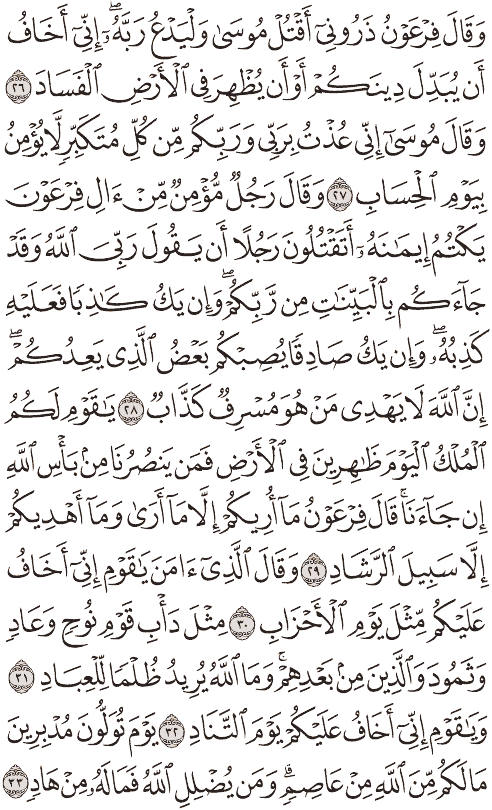 وَقَالَ فِرْعَوْنُ ذَرُونِىٓ أَقْتُلْ مُوسَىٰ وَلْيَدْعُ رَبَّهُۥٓ ۖ إِنِّىٓ أَخَافُ
أَن يُبَدِّلَ دِينَكُمْ أَوْ أَن يُظْهِرَ فِى ٱلْأَرْضِ ٱلْفَسَادَ ٢٦
وَقَالَ مُوسَىٰٓ إِنِّى عُذْتُ بِرَبِّى وَرَبِّكُم مِّن كُلِّ مُتَكَبِّرٍ لَّا يُؤْمِنُ
بِيَوْمِ ٱلْحِسَابِ ٢٧ وَقَالَ رَجُلٌ مُّؤْمِنٌ مِّنْ ءَالِ فِرْعَوْنَ
يَكْتُمُ إِيمَـٰنَهُۥٓ أَتَقْتُلُونَ رَجُلًا أَن يَقُولَ رَبِّىَ ٱللَّهُ وَقَدْ
جَآءَكُم بِٱلْبَيِّنَـٰتِ مِن رَّبِّكُمْ ۖ وَإِن يَكُ كَـٰذِبًا فَعَلَيْهِ
كَذِبُهُۥ ۖ وَإِن يَكُ صَادِقًا يُصِبْكُم بَعْضُ ٱلَّذِى يَعِدُكُمْ ۖ
إِنَّ ٱللَّهَ لَا يَهْدِى مَنْ هُوَ مُسْرِفٌ كَذَّابٌ ٢٨ يَـٰقَوْمِ لَكُمُ
ٱلْمُلْكُ ٱلْيَوْمَ ظَـٰهِرِينَ فِى ٱلْأَرْضِ فَمَن يَنصُرُنَا مِنۢ بَأْسِ ٱللَّهِ
إِن جَآءَنَا ۚ قَالَ فِرْعَوْنُ مَآ أُرِيكُمْ إِلَّا مَآ أَرَىٰ وَمَآ أَهْدِيكُمْ
إِلَّا سَبِيلَ ٱلرَّشَادِ ٢٩ وَقَالَ ٱلَّذِىٓ ءَامَنَ يَـٰقَوْمِ إِنِّىٓ أَخَافُ
عَلَيْكُم مِّثْلَ يَوْمِ ٱلْأَحْزَابِ ٣٠ مِثْلَ دَأْبِ قَوْمِ نُوحٍ وَعَادٍ
وَثَمُودَ وَٱلَّذِينَ مِنۢ بَعْدِهِمْ ۚ وَمَا ٱللَّهُ يُرِيدُ ظُلْمًا لِّلْعِبَادِ ٣١
وَيَـٰقَوْمِ إِنِّىٓ أَخَافُ عَلَيْكُمْ يَوْمَ ٱلتَّنَادِ ٣٢ يَوْمَ تُوَلُّونَ مُدْبِرِينَ
مَا لَكُم مِّنَ ٱللَّهِ مِنْ عَاصِمٍ ۗ وَمَن يُضْلِلِ ٱللَّهُ فَمَا لَهُۥ مِنْ هَادٍ ٣٣